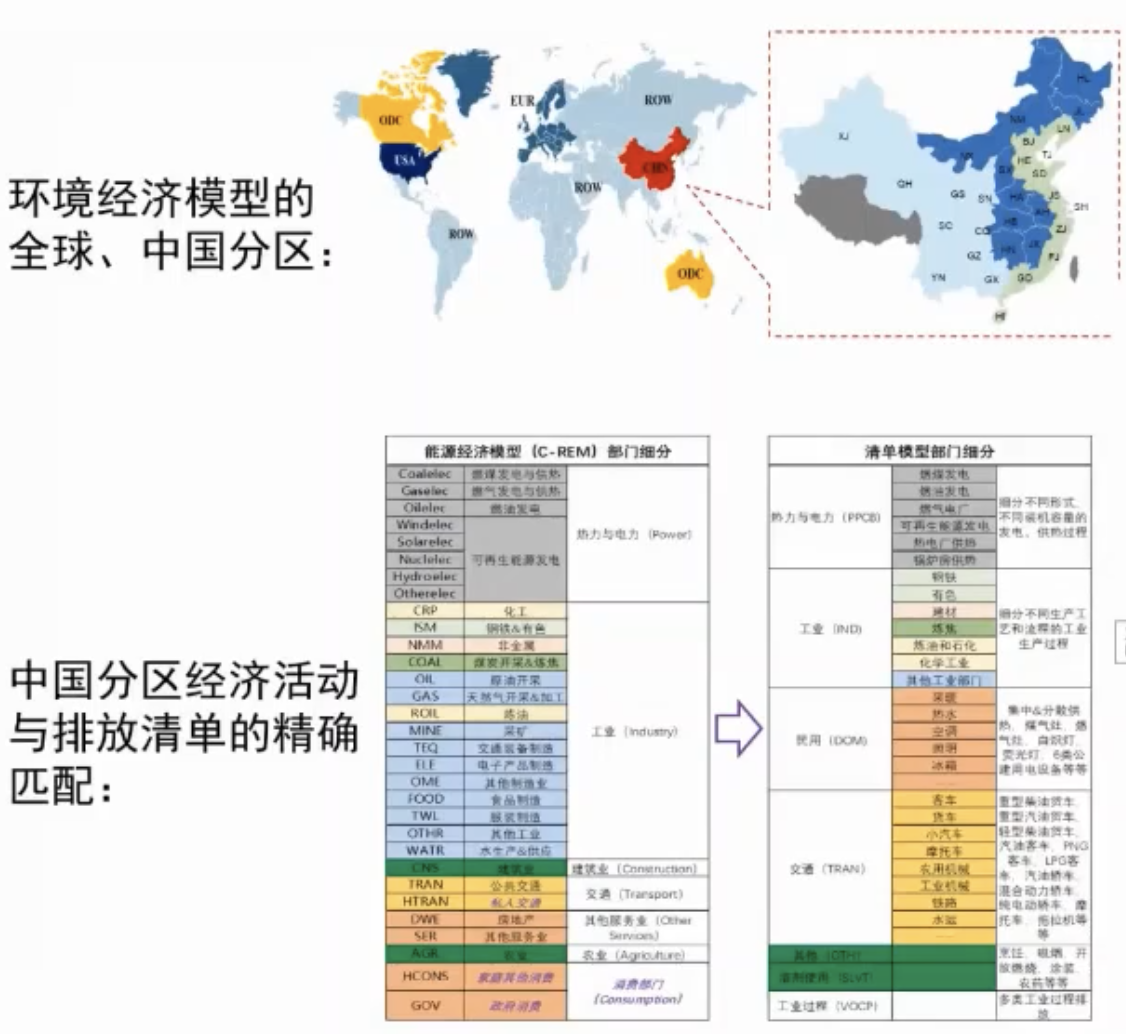 环境经济模型的
全球、中国分区：
ODC
USA
EUR
ROW
CHN
ROW
ROW
ODC
XJ
QH
GS
SN
SC
CQ
GZ
YN
GX
GD
HI
HL
NM
LN
BJ
TJ
HE
SD
JS
SH
ZJ
FJ
中国分区经济活动
与排放清单的精确
匹配：
能源经济模型（C-REM）部门细分
Coalelec 燃煤发电与供热
Gaselec 燃气发电与供热
Oilelec 燃油发电
Windelec
Solarelec
Nuclelec 可再生能源发电
Hydroelec
Otherelec
热力与电力（Power）
CRP 化工
ISM 钢铁&有色
NMM 非金属
COAL 煤炭开采&炼焦
OIL 原油开采
GAS 天然气开采&加工
ROIL 炼油
MINE 采矿
TEQ 交通装备制造
ELE 电子产品制造
OME 其他制造业
FOOD 食品制造
TWL 服装制造
OTHR 其他工业
WATR 水生产&供应
工业（Industry）
CNS 建筑业 建筑业（Construction）
TRAN 公共交通
HTRAN 私人交通
交通（Transport）
DWE 房地产
SER 其他服务业
其他服务业（Other
Services）
AGR 农业 农业（Agriculture）
HCONS 家庭其他消费
GOV 政府消费
消费部门
（Consumption）
清单模型部门细分
热力与电力（PPCB）
燃煤发电
燃油发电
燃气电厂
可再生能源发电
热电厂供热
锅炉房供热
细分不同形式、
不同装机容量的
发电、供热过程
工业（IND）
钢铁
有色
建材
炼焦
炼油和石化
化学工业
其他工业部门
细分不同生产工
艺和流程的工业
生产过程
民用（DOM）
采暖
热水
空调
照明
冰箱
集中&分散供
热、煤气灶、燃
气灶、白炽灯、
荧光灯、6类公
建用电设备等等
交通（TRAN）
客车
货车
小汽车
摩托车
农用机械
工业机械
铁路
水运
重型柴油货车、
重型汽油货车、
轻型柴油货车、
汽油客车、PNG
客车、LPG客
车、汽油轿车、
混合动力轿车、
纯电动轿车、摩
托车、拖拉机等
等
其他（OTH）
溶剂使用（SLVT）
烹饪、吸烟、开
放燃烧、涂装、
农药等等
工业过程（VOCP）
多类工业过程排
放